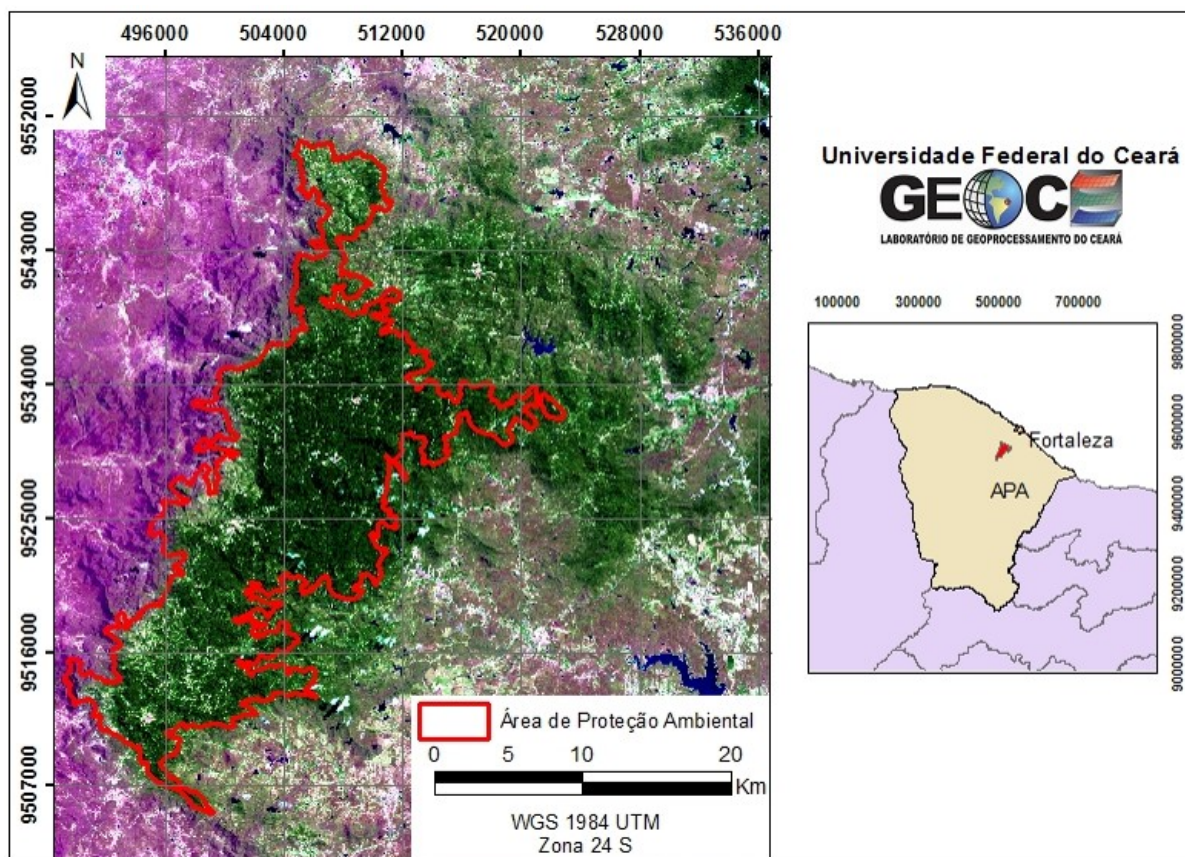 496000 504000 512000 520000 528000 536000
N
9552000
9543000
9534000
9525000
9516000
9507000
Área de Proteção Ambiental
0 5 10 20
Km
WGS 1984 UTM
Zona 24 S
Universidade Federal do Ceará
GEOCE
LABORATÓRIO DE GEOPROCESSAMENTO DO CEARÁ
100000 300000 500000 700000
9800000
9600000
9400000
9200000
9000000
Fortaleza
APA